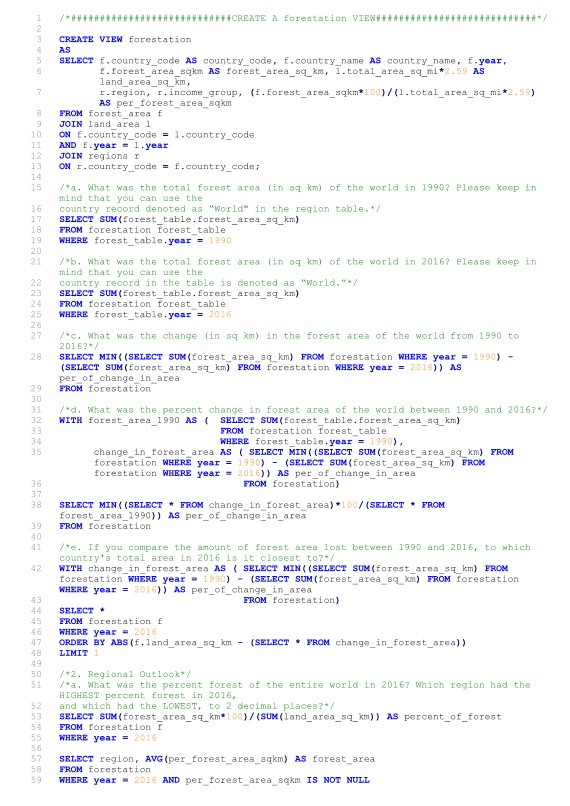 1 /*############################CREATE A forestation VIEW############################*/
2
3 CREATE VIEW forestation
4 AS
5 SELECT f.country_code AS country_code, f.country_name AS country_name, f.year,
6 f.forest_area_sqkm AS forest_area_sq_km, l.total_area_sq_mi*2.59 AS
land_area_sq_km,
7 r.region, r.income_group, (f.forest_area_sqkm*100)/(l.total_area_sq_mi*2.59)
AS per_forest_area_sqkm
8 FROM forest_area f
9 JOIN land_area l
10 ON f.country_code = l.country_code
11 AND f.year = l.year
12 JOIN regions r
13 ON r.country_code = f.country_code;
14
15 /*a. What was the total forest area (in sq km) of the world in 1990? Please keep in
mind that you can use the
16 country record denoted as "World" in the region table.*/
17 SELECT SUM(forest_table.forest_area_sq_km)
18 FROM forestation forest_table
19 WHERE forest_table.year = 1990
20
21 /*b. What was the total forest area (in sq km) of the world in 2016? Please keep in
mind that you can use the
22 country record in the table is denoted as "World."*/
23 SELECT SUM(forest_table.forest_area_sq_km)
24 FROM forestation forest_table
25 WHERE forest_table.year = 2016
26
27 /*c. What was the change (in sq km) in the forest area of the world from 1990 to
2016?*/
28 SELECT MIN((SELECT SUM(forest_area_sq_km) FROM forestation WHERE year = 1990) -
(SELECT SUM(forest_area_sq_km) FROM forestation WHERE year = 2016)) AS
per_of_change_in_area
29 FROM forestation
30
31 /*d. What was the percent change in forest area of the world between 1990 and 2016?*/
32 WITH forest_area_1990 AS ( SELECT SUM(forest_table.forest_area_sq_km)
33 FROM forestation forest_table
34 WHERE forest_table.year = 1990),
35 change_in_forest_area AS ( SELECT MIN((SELECT SUM(forest_area_sq_km) FROM
forestation WHERE year = 1990) - (SELECT SUM(forest_area_sq_km) FROM
forestation WHERE year = 2016)) AS per_of_change_in_area
36 FROM forestation)
37
38 SELECT MIN((SELECT * FROM change_in_forest_area)*100/(SELECT * FROM
forest_area_1990)) AS per_of_change_in_area
39 FROM forestation
40
41 /*e. If you compare the amount of forest area lost between 1990 and 2016, to which
country's total area in 2016 is it closest to?*/
42 WITH change_in_forest_area AS ( SELECT MIN((SELECT SUM(forest_area_sq_km) FROM
forestation WHERE year = 1990) - (SELECT SUM(forest_area_sq_km) FROM forestation
WHERE year = 2016)) AS per_of_change_in_area
43 FROM forestation)
44 SELECT *
45 FROM forestation f
46 WHERE year = 2016
47 ORDER BY ABS(f.land_area_sq_km - (SELECT * FROM change_in_forest_area))
48 LIMIT 1
49
50 /*2. Regional Outlook*/
51 /*a. What was the percent forest of the entire world in 2016? Which region had the
HIGHEST percent forest in 2016,
52 and which had the LOWEST, to 2 decimal places?*/
53 SELECT SUM(forest_area_sq_km*100)/(SUM(land_area_sq_km)) AS percent_of_forest
54 FROM forestation f
55 WHERE year = 2016
56
57 SELECT region, AVG(per_forest_area_sqkm) AS forest_area
58 FROM forestation
59 WHERE year = 2016 AND per_forest_area_sqkm IS NOT NULL